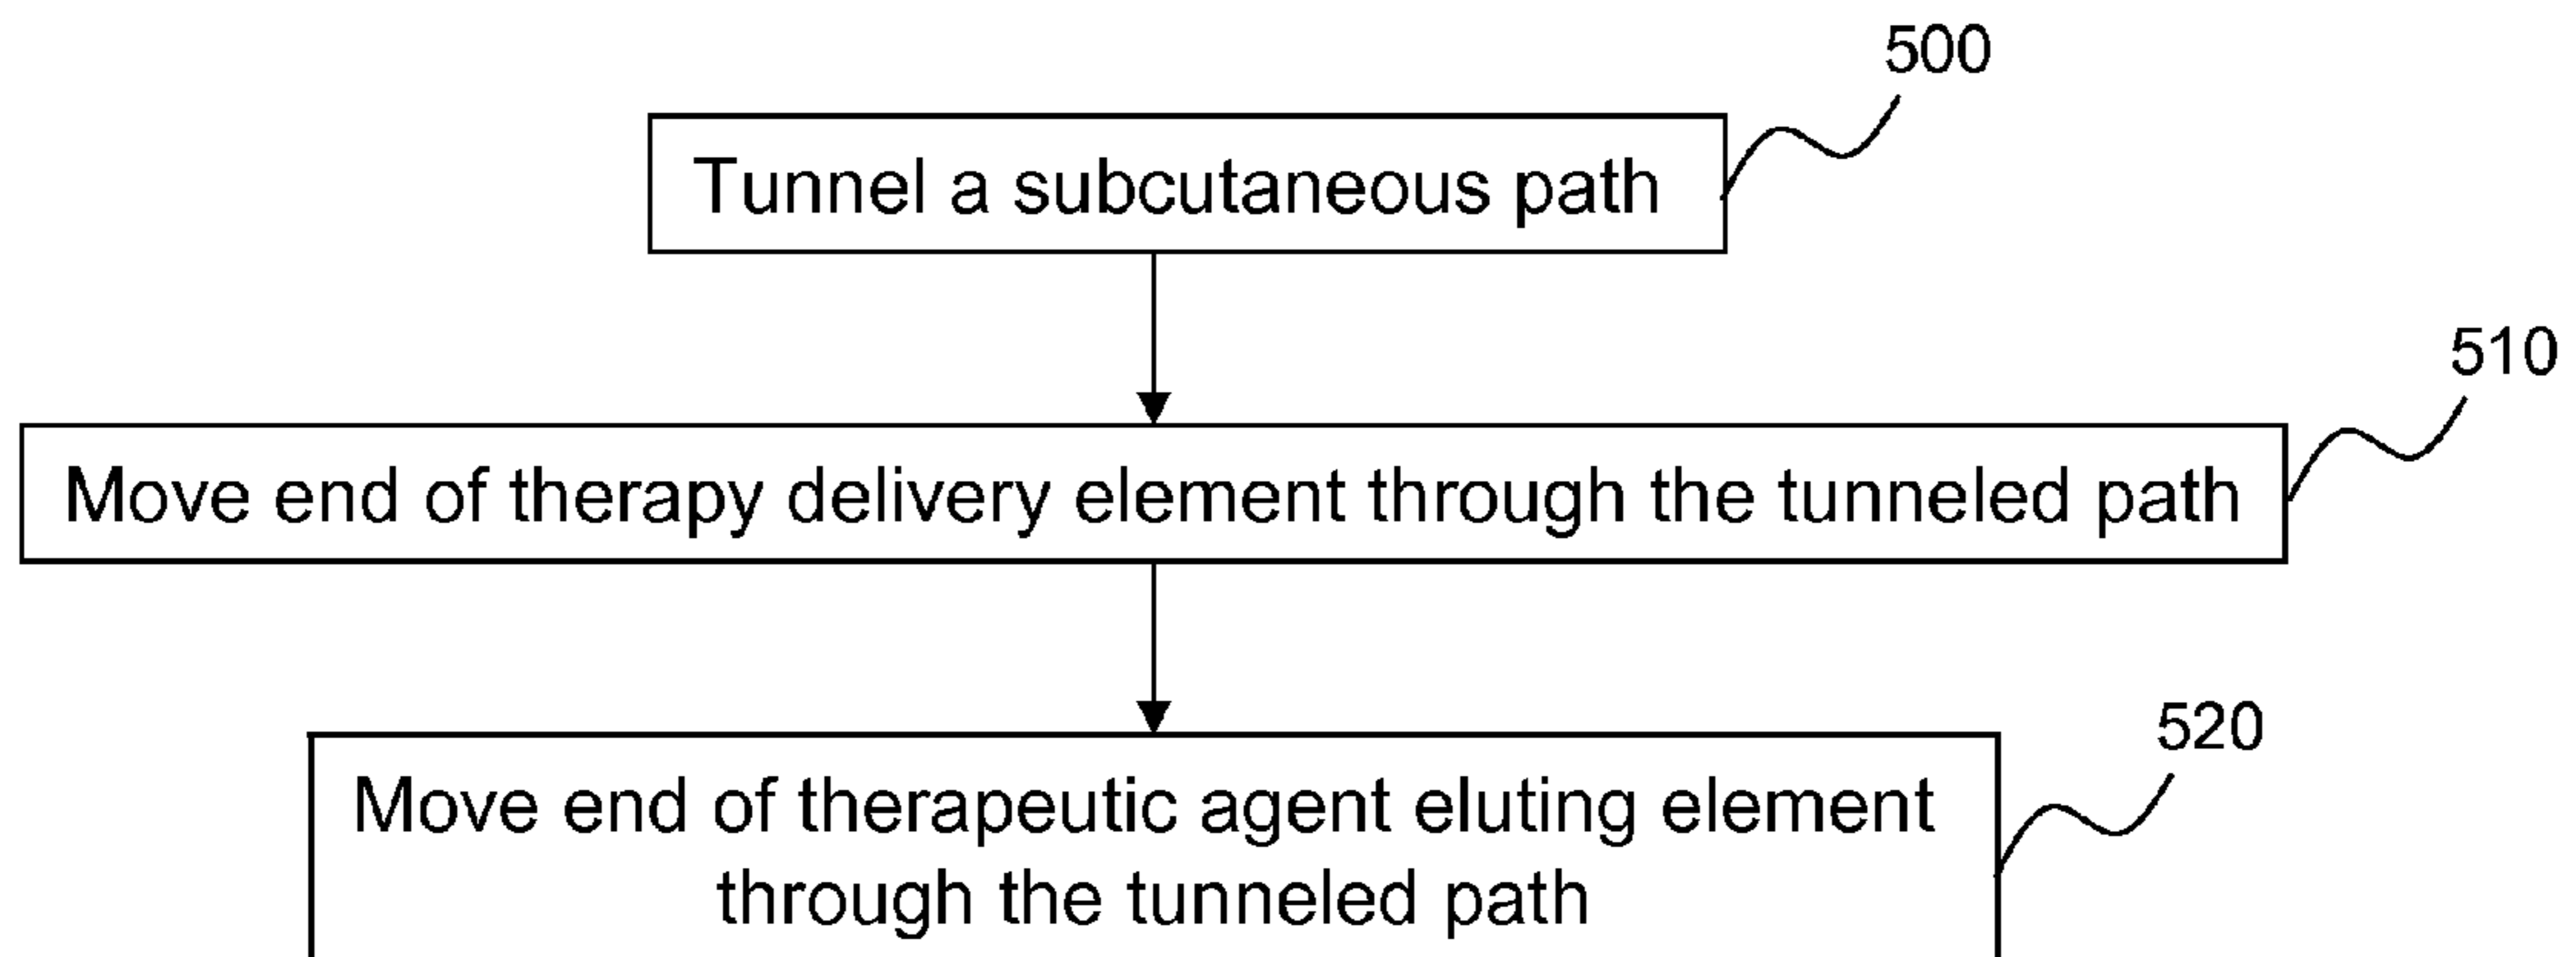 500
Tunnel a subcutaneous path
510
Move end of therapy delivery element through the tunneled path
520
Move end of therapeutic agent eluting element
through the tunneled path